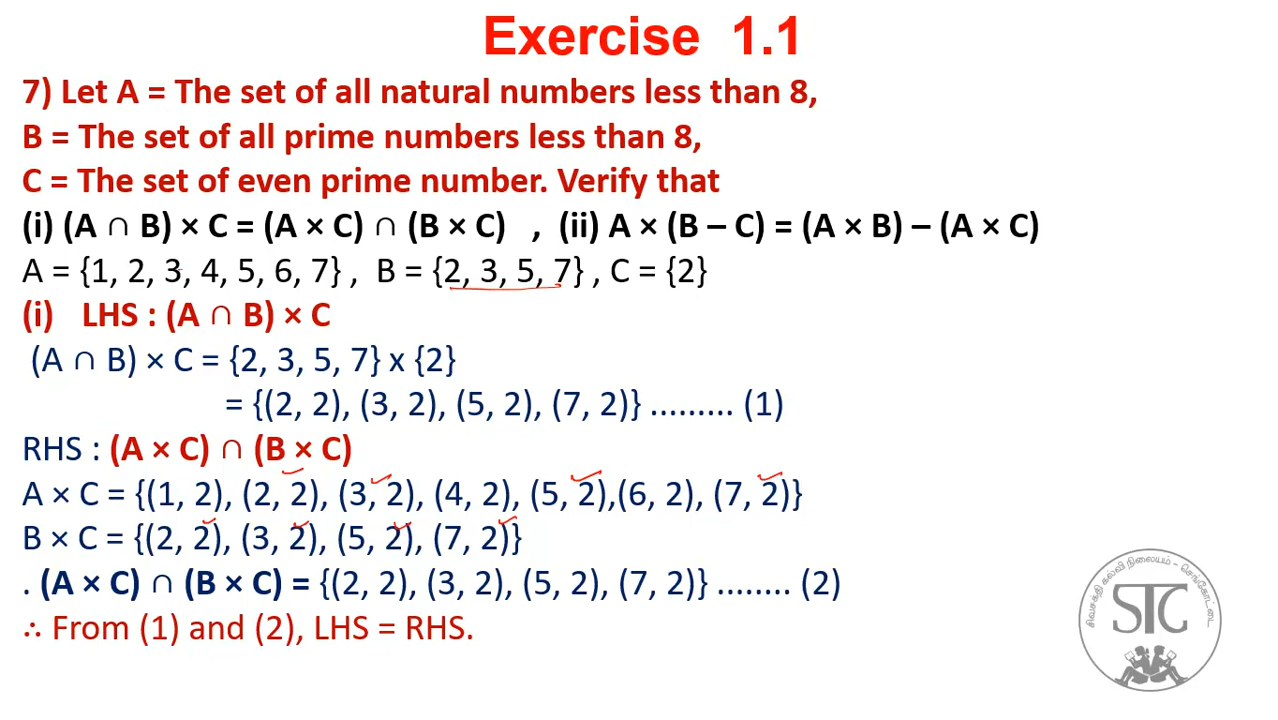 Exercise 1.1
7) Let A = The set of all natural numbers less than 8,
B = The set of all prime numbers less than 8,
C = The set of even prime number. Verify that
(i) (A ∩ B) × C = (A × C) ∩ (B × C) , (ii) A × (B – C) = (A × B) – (A × C)
A = {1, 2, 3, 4, 5, 6, 7} , B = {2, 3, 5, 7} , C = {2}
(i) LHS : (A ∩ B) × C
(A ∩ B) × C = {2, 3, 5, 7} x {2}
= {(2, 2), (3, 2), (5, 2), (7, 2)} ......... (1)
RHS : (A × C) ∩ (B × C)
A × C = {(1, 2), (2, 2), (3, 2), (4, 2), (5, 2),(6, 2), (7, 2)}
B × C = {(2, 2), (3, 2), (5, 2), (7, 2)}
. (A × C) ∩ (B × C) = {(2, 2), (3, 2), (5, 2), (7, 2)} ........ (2)
∴ From (1) and (2), LHS = RHS.
சிவசக்தி கல்வி நிலையம் - செங்கோட்டை
STC